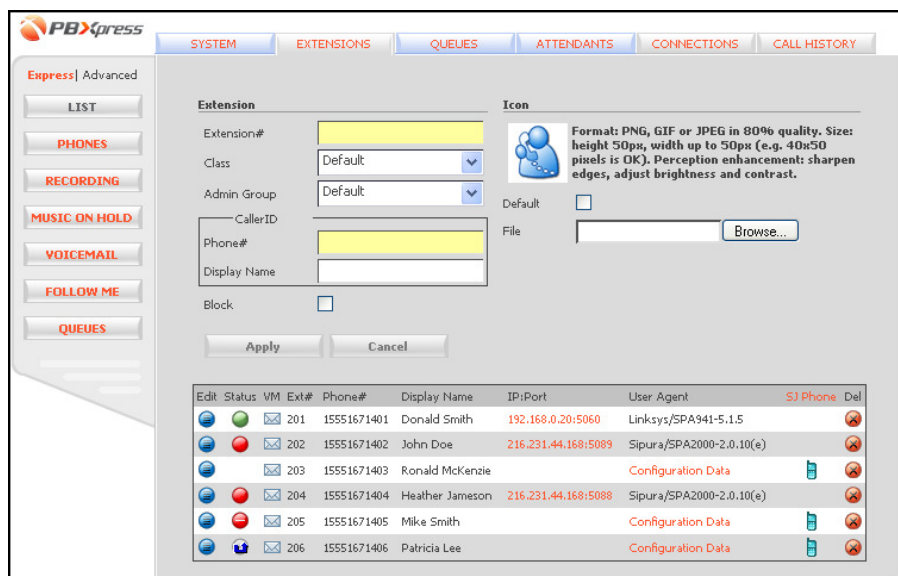 PBXpress
SYSTEM EXTENSIONS QUEUES ATTENDANTS CONNECTIONS CALL HISTORY
Express| Advanced
LIST
PHONES
RECORDING
MUSIC ON HOLD
VOICEMAIL
FOLLOW ME
QUEUES
Extension
Extension#
Class Default
Admin Group Default
CallerID
Phone#
Display Name
Block
Apply Cancel
Icon
Format: PNG, GIF or JPEG in 80% quality. Size:
height 50px, width up to 50px (e.g. 40x50
pixels is OK). Perception enhancement: sharpen
edges, adjust brightness and contrast.
Default
File Browse...
Edit Status VM Ext# Phone# Display Name IP:Port User Agent SJ Phone Del
201 15551671401 Donald Smith 192.168.0.20:5060 Linksys/SPA941-5.1.5
202 15551671402 John Doe 216.231.44.168:5089 Sipura/SPA2000-2.0.10(e)
203 15551671403 Ronald McKenzie Configuration Data
204 15551671404 Heather Jameson 216.231.44.168:5088 Sipura/SPA2000-2.0.10(e)
205 15551671405 Mike Smith Configuration Data
206 15551671406 Patricia Lee Configuration Data